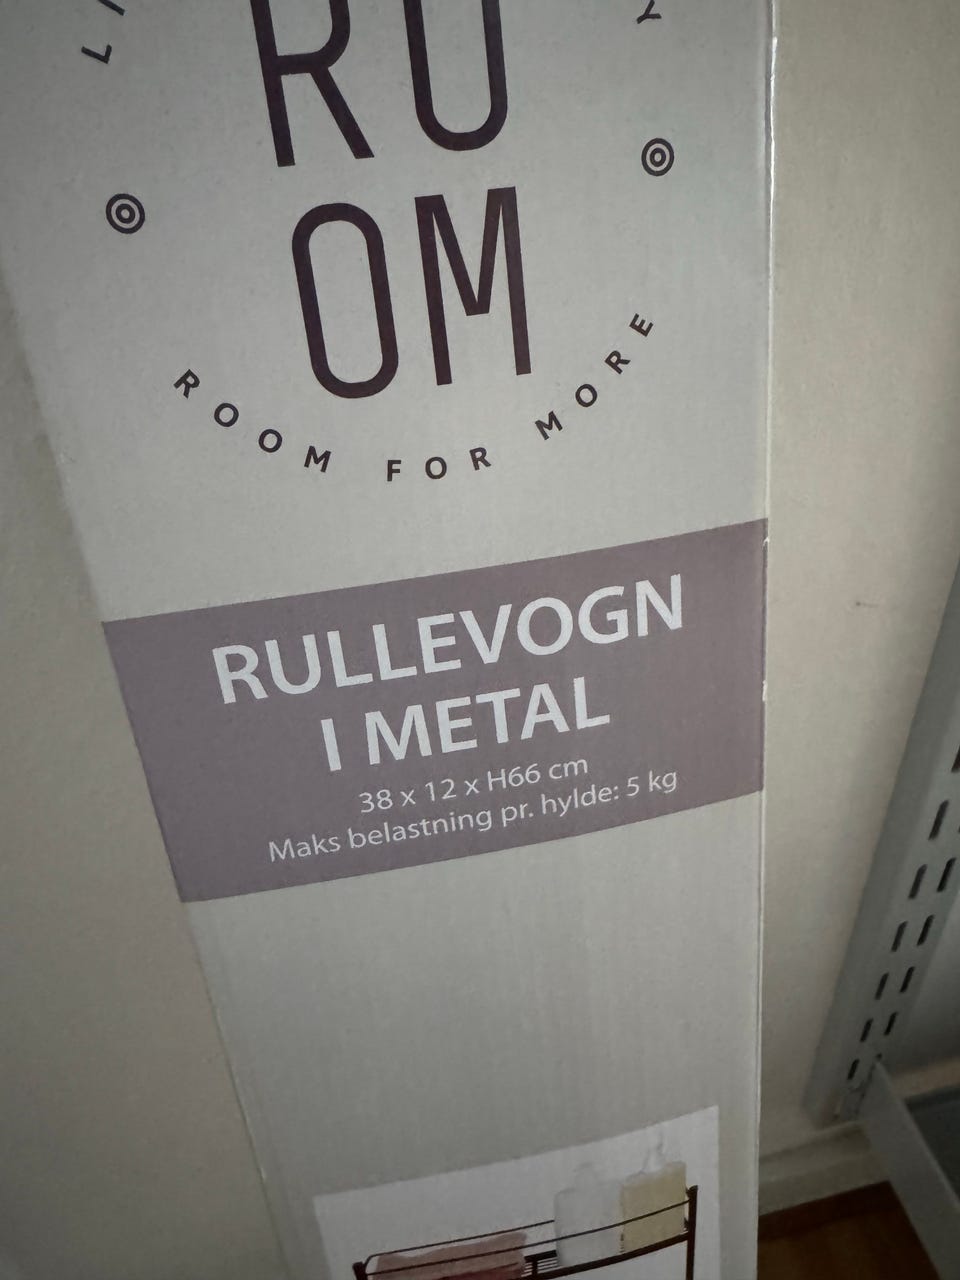 RO
OM
ROOM FOR MORE
RULLEVOGN
I METAL
38 x 12 x H66 cm
Maks belastning pr. hylde: 5 kg